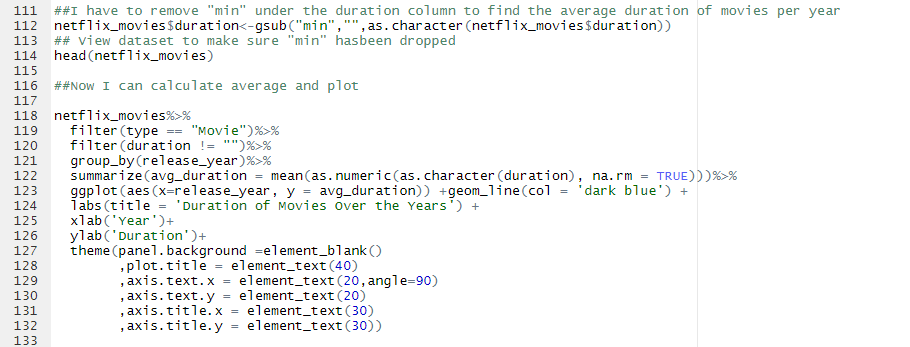 111 ##I have to remove "min" under the duration column to find the average duration of movies per year
112 netflix_movies$duration<-gsub("min","",as.character(netflix_movies$duration))
113 ## View dataset to make sure "min" hasbeen dropped
114 head(netflix_movies)
115
116 ##Now I can calculate average and plot
117
118 netflix_movies%>%
119   filter(type == "Movie")%>%
120   filter(duration != "")%>%
121   group_by(release_year)%>%
122   summarize(avg_duration = mean(as.numeric(as.character(duration), na.rm = TRUE)))%>%
123   ggplot(aes(x=release_year, y = avg_duration)) +geom_line(col = 'dark blue') +
124   labs(title = 'Duration of Movies Over the Years') +
125   xlab('Year')+
126   ylab('Duration')+
127   theme(panel.background =element_blank()
128         ,plot.title = element_text(40)
129         ,axis.text.x = element_text(20,angle=90)
130         ,axis.text.y = element_text(20)
131         ,axis.title.x = element_text(30)
132         ,axis.title.y = element_text(30))
133